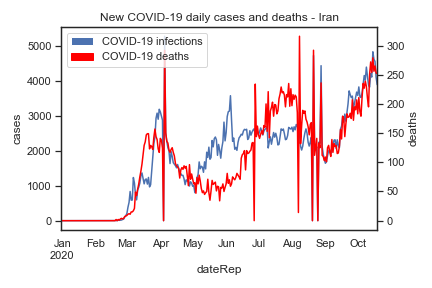 New COVID-19 daily cases and deaths - Iran
COVID-19 infections
COVID-19 deaths
cases
5000
4000
3000
2000
1000
0
deaths
300
250
200
150
100
50
0
Jan Feb Mar Apr May Jun Jul Aug Sep Oct
2020
dateRep